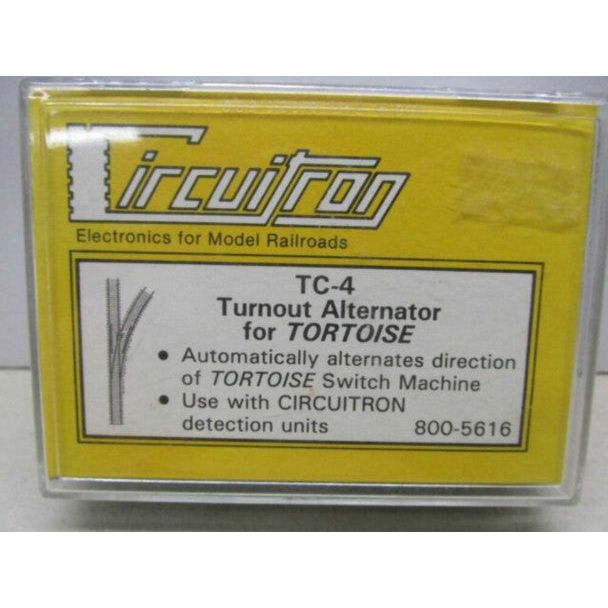 Circuitron
Electronics for Model Railroads
TC-4
Turnout Alternator
for TORTOISE
• Automatically alternates direction
of TORTOISE Switch Machine
• Use with CIRCUITRON
detection units 800-5616